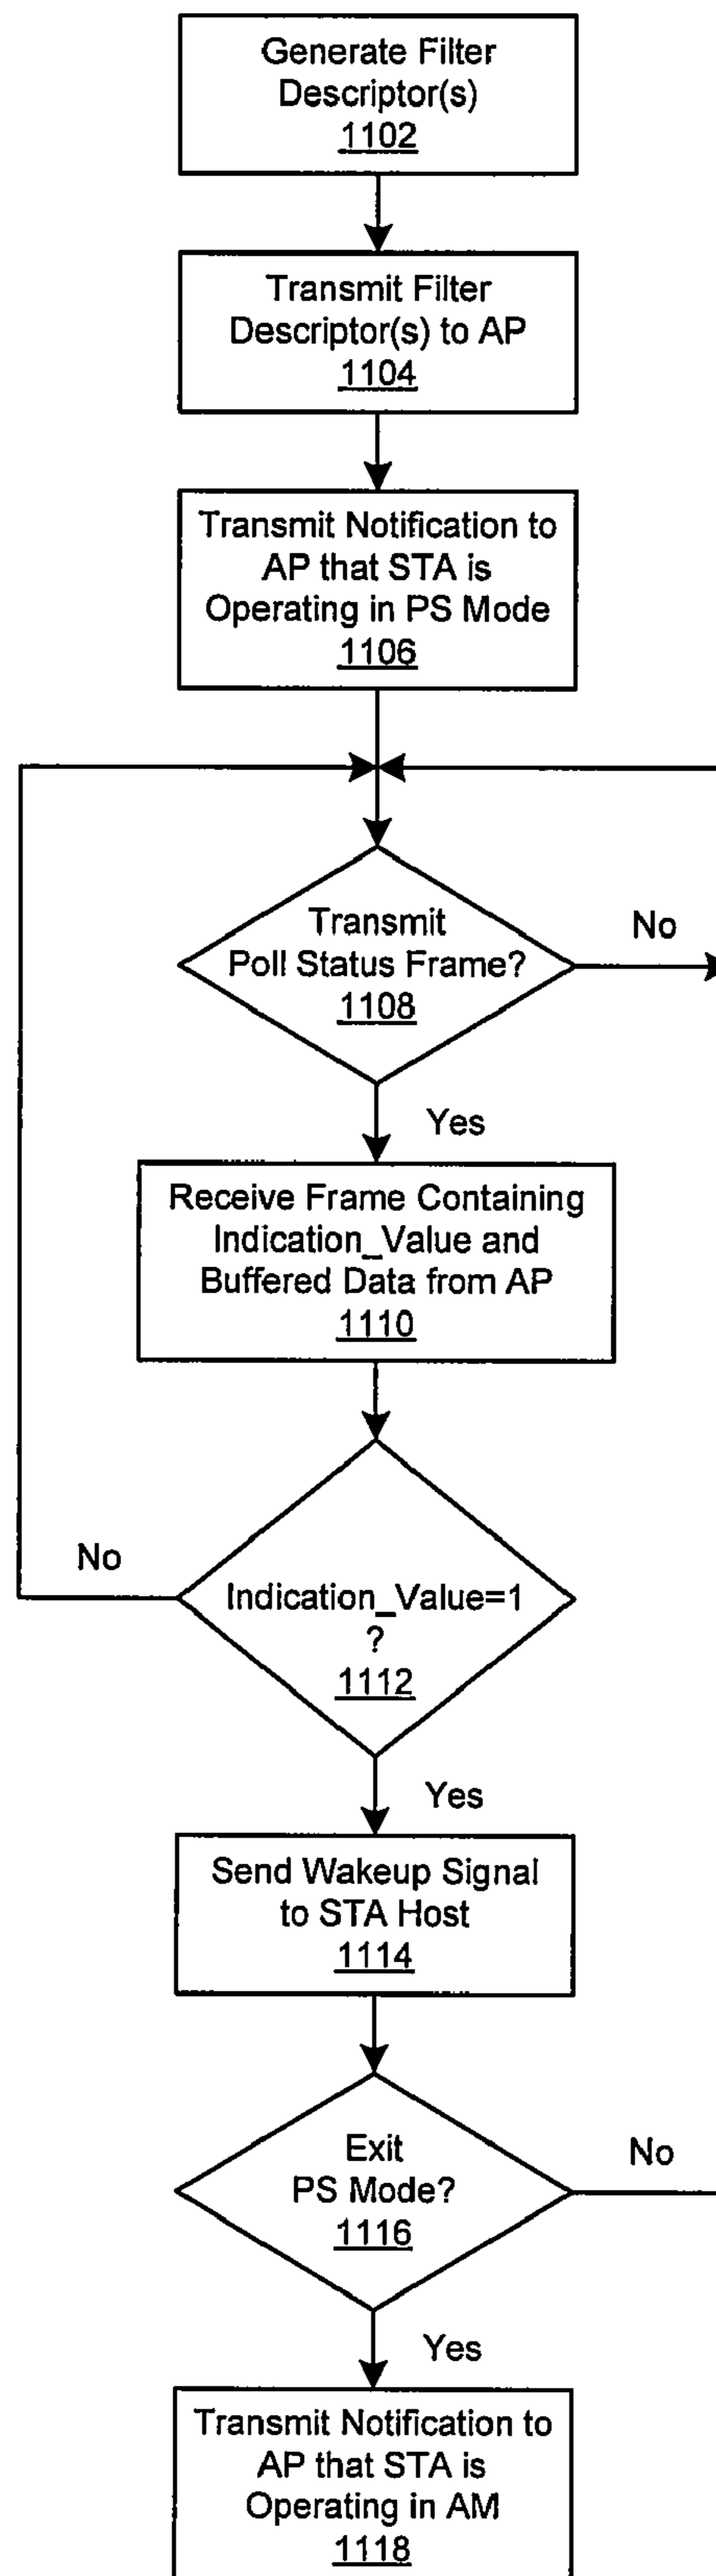 Generate Filter
Descriptor(s)
1102
Transmit Filter
Descriptor(s) to AP
1104
Transmit Notification to
AP that STA is
Operating in PS Mode
1106
Transmit
Poll Status Frame?
1108
No
Yes
Receive Frame Containing
Indication_Value and
Buffered Data from AP
1110
No
Indication_Value=1
?
1112
Yes
Send Wakeup Signal
to STA Host
1114
Exit
PS Mode?
1116
No
Yes
Transmit Notification to
AP that STA is
Operating in AM
1118